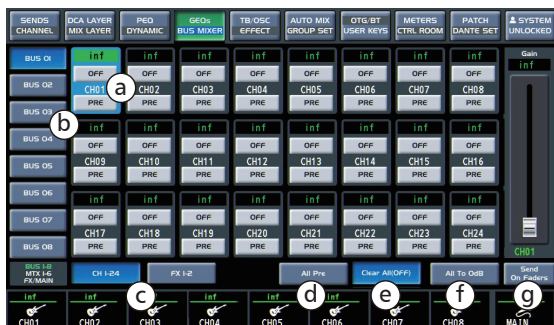 SENDS DCA LAYER PEQ GEQs TB/OSC AUTO MIX OTG/BT METERS PATCH SYSTEM
CHANNEL MIX LAYER DYNAMIC BUS MIXER EFFECT GROUP SET USER KEYS CTRL ROOM DANTE SET UNLOCKED
BUS 01 inf inf inf inf inf inf inf inf Gain
inf
OFF OFF OFF OFF OFF OFF OFF OFF
BUS 02 CH01 a CH02 CH03 CH04 CH05 CH06 CH07 CH08
PRE PRE PRE PRE PRE PRE PRE PRE
BUS 03 b
inf inf inf inf inf inf inf inf
BUS 04 OFF OFF OFF OFF OFF OFF OFF OFF
BUS 05 CH09 CH10 CH11 CH12 CH13 CH14 CH15 CH16
PRE PRE PRE PRE PRE PRE PRE PRE
BUS 06 inf inf inf inf inf inf inf inf
BUS 07 OFF OFF OFF OFF OFF OFF OFF OFF
CH17 CH18 CH19 CH20 CH21 CH22 CH23 CH24
BUS 08 PRE PRE PRE PRE PRE PRE PRE PRE CH01
BUS 1-8
MTX 1-6
FX/MAIN
CH 1-24 FX 1-2 All Pre Clear All(OFF) All To 0dB Send
On Faders
c d e f g
inf inf inf inf inf inf inf inf
CH01 CH02 CH03 CH04 CH05 CH06 CH07 CH08 MAIN